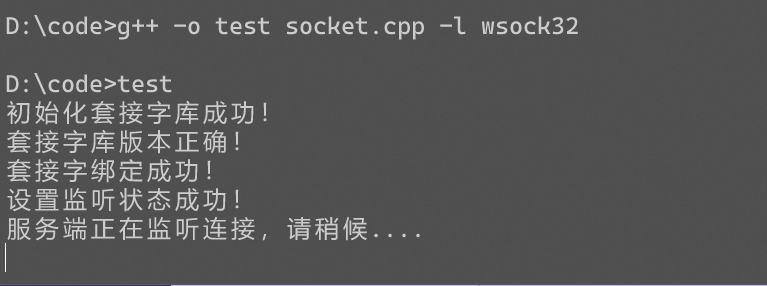 D:\code>g++ -o test socket.cpp -l wsock32
D:\code>test
初始化套接字库成功!
套接字库版本正确!
套接字绑定成功!
设置监听状态成功!
服务端正在监听连接，请稍候....